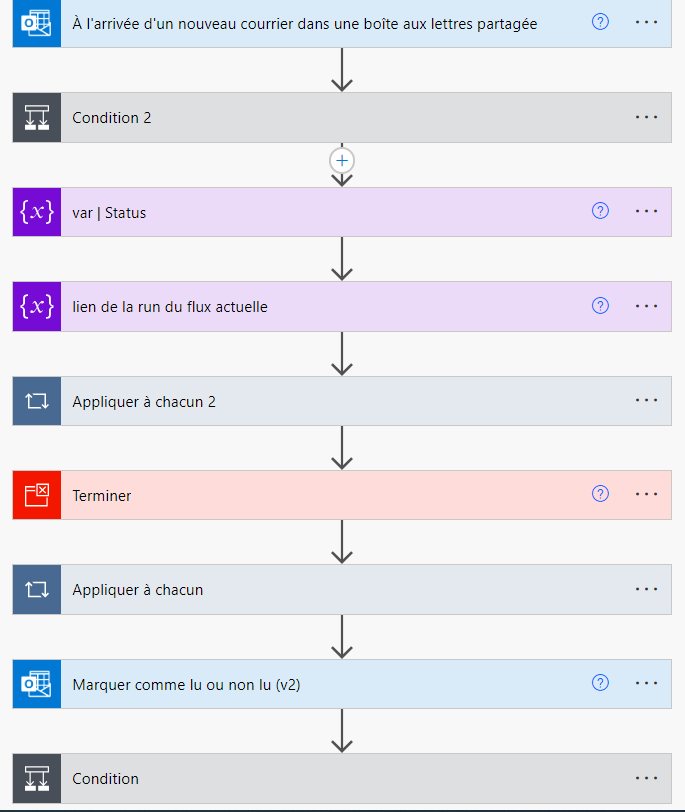 À l'arrivée d'un nouveau courrier dans une boîte aux lettres partagée
Condition 2
{x} var | Status
{x} lien de la run du flux actuelle
Appliquer à chacun 2
Terminer
Appliquer à chacun
Marquer comme lu ou non lu (v2)
Condition